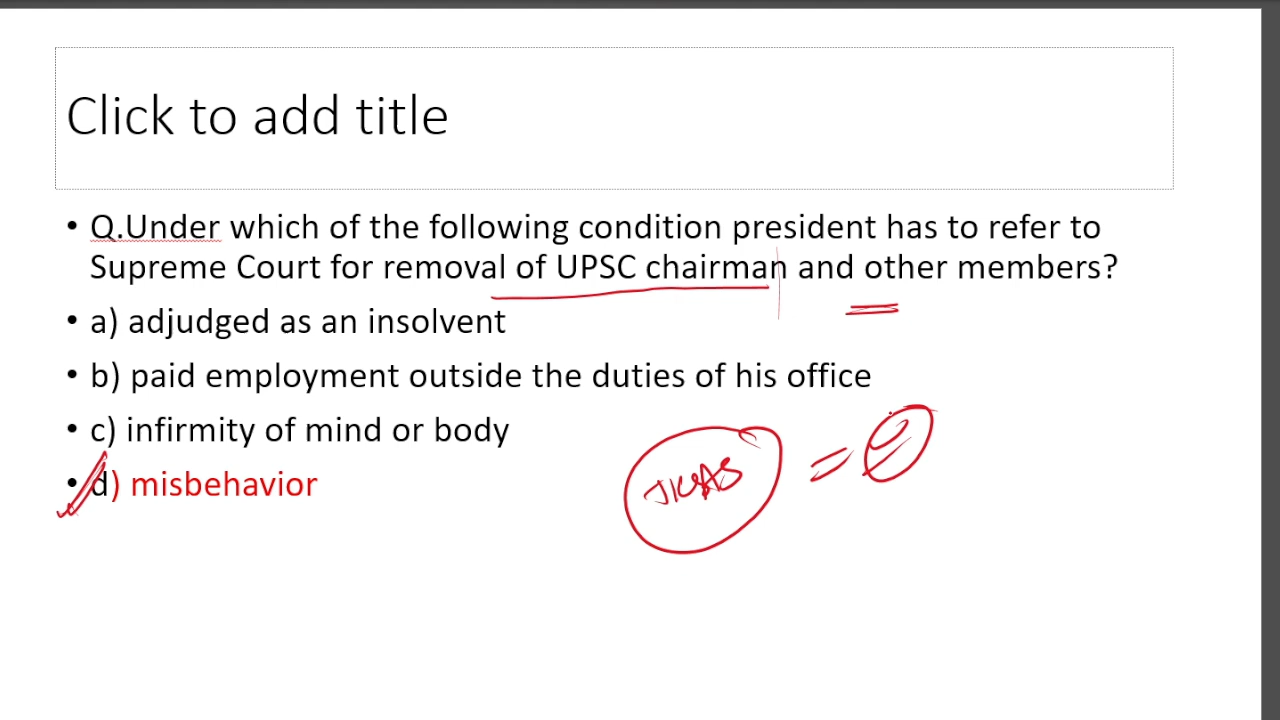 Click to add title
• Q.Under which of the following condition president has to refer to
Supreme Court for removal of UPSC chairman and other members?
• a) adjudged as an insolvent
• b) paid employment outside the duties of his office
• c) infirmity of mind or body
• d) misbehavior
JKAS =